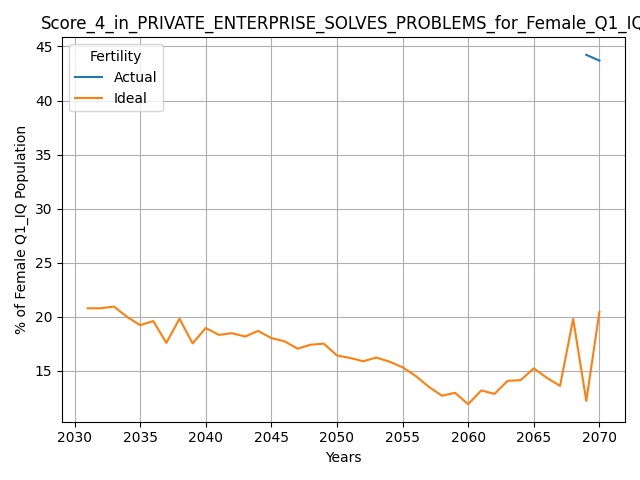 Score_4_in_PRIVATE_ENTERPRISE_SOLVES_PROBLEMS_for_Female_Q1_IQ
Fertility
Actual
Ideal
% of Female Q1_IQ Population
45
40
35
30
25
20
15
2030 2035 2040 2045 2050 2055 2060 2065 2070
Years